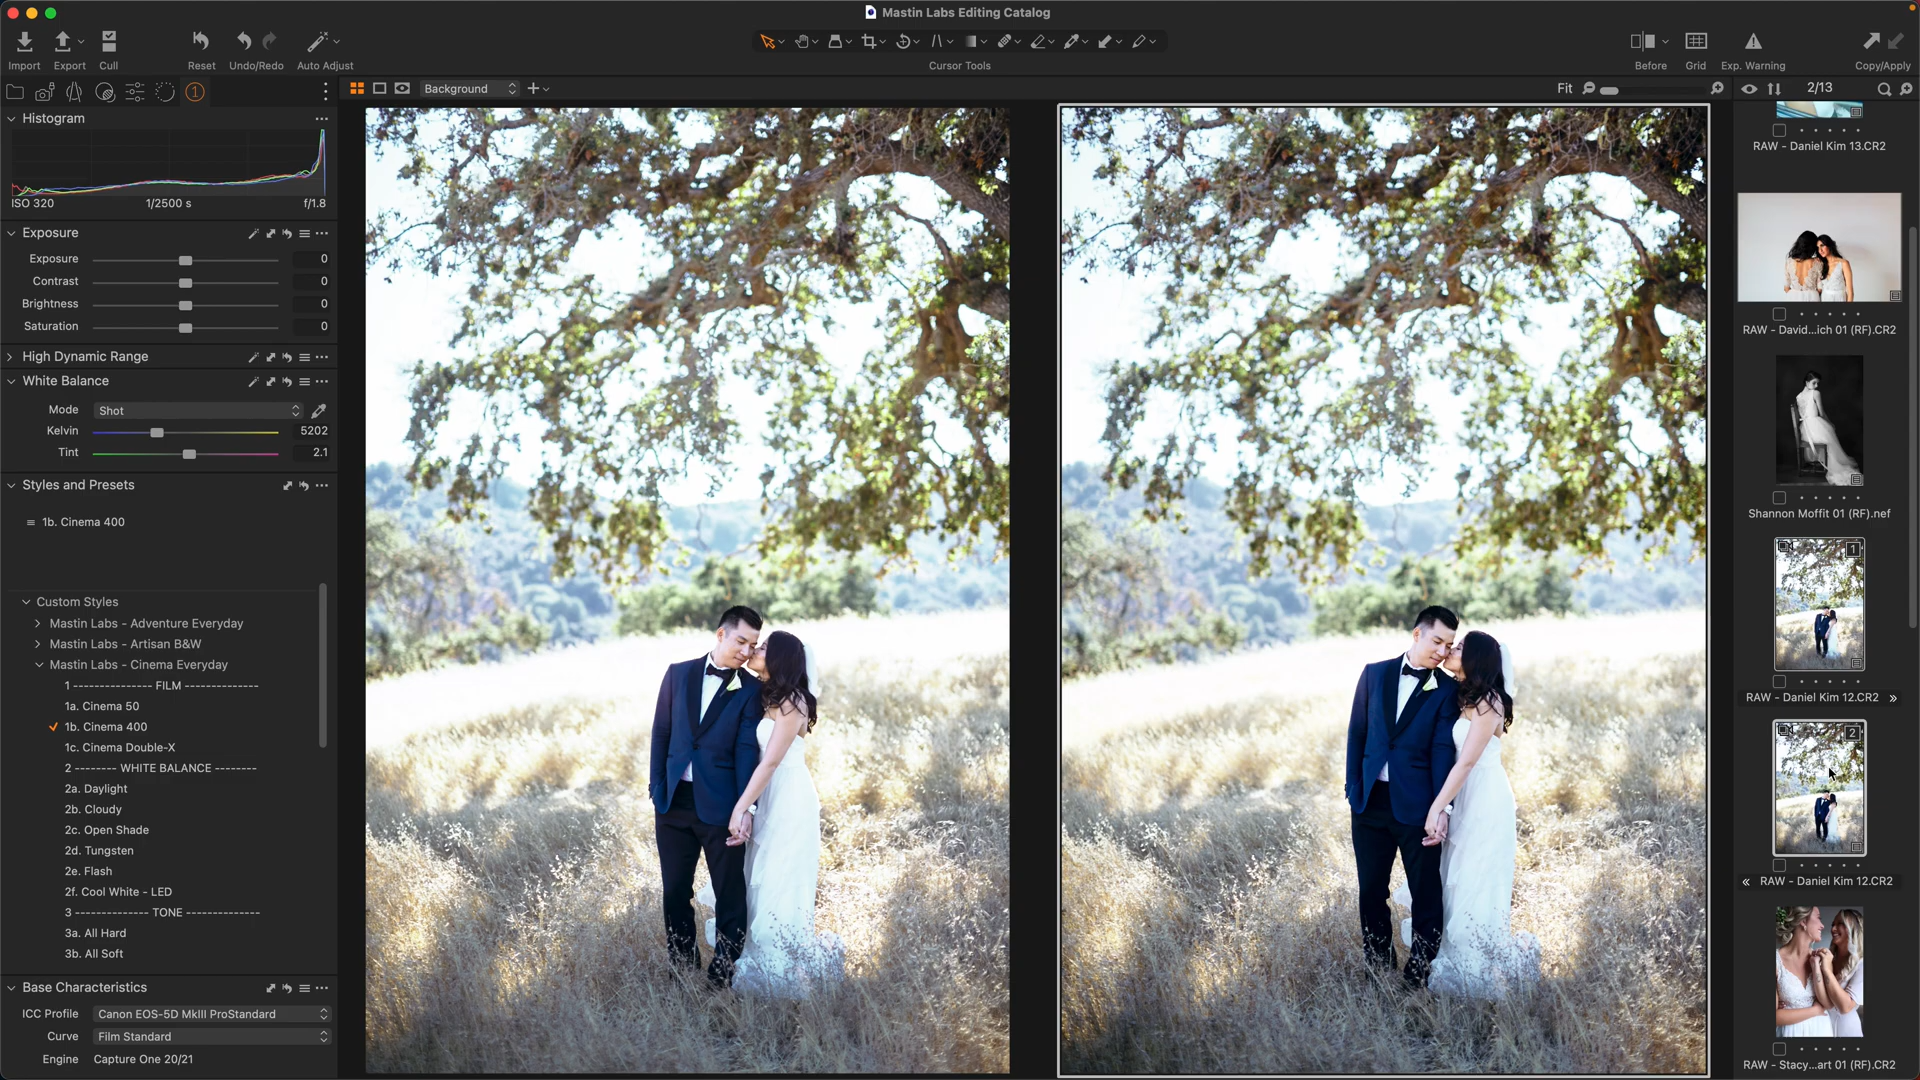 Mastin Labs Editing Catalog
Import
Export
Cull
Reset
Undo/Redo
Auto Adjust
Cursor Tools
Before
Grid
Exp. Warning
Copy/Apply
1
Background
Fit
2/13
Histogram
ISO 320
1/2500 s
f/1.8
Exposure
Exposure 0
Contrast 0
Brightness 0
Saturation 0
High Dynamic Range
White Balance
Mode Shot
Kelvin 5202
Tint 2.1
Styles and Presets
1b. Cinema 400
Custom Styles
Mastin Labs - Adventure Everyday
Mastin Labs - Artisan B&W
Mastin Labs - Cinema Everyday
1 --------------- FILM --------------
1a. Cinema 50
1b. Cinema 400
1c. Cinema Double-X
2 -------- WHITE BALANCE --------
2a. Daylight
2b. Cloudy
2c. Open Shade
2d. Tungsten
2e. Flash
2f. Cool White - LED
3 -------------- TONE --------------
3a. All Hard
3b. All Soft
Base Characteristics
ICC Profile Canon EOS-5D MkIII ProStandard
Curve Film Standard
Engine Capture One 20/21
RAW - Daniel Kim 13.CR2
RAW - David...ich 01 (RF).CR2
Shannon Moffit 01 (RF).nef
1
RAW - Daniel Kim 12.CR2 »
2
« RAW - Daniel Kim 12.CR2
RAW - Stacy...art 01 (RF).CR2